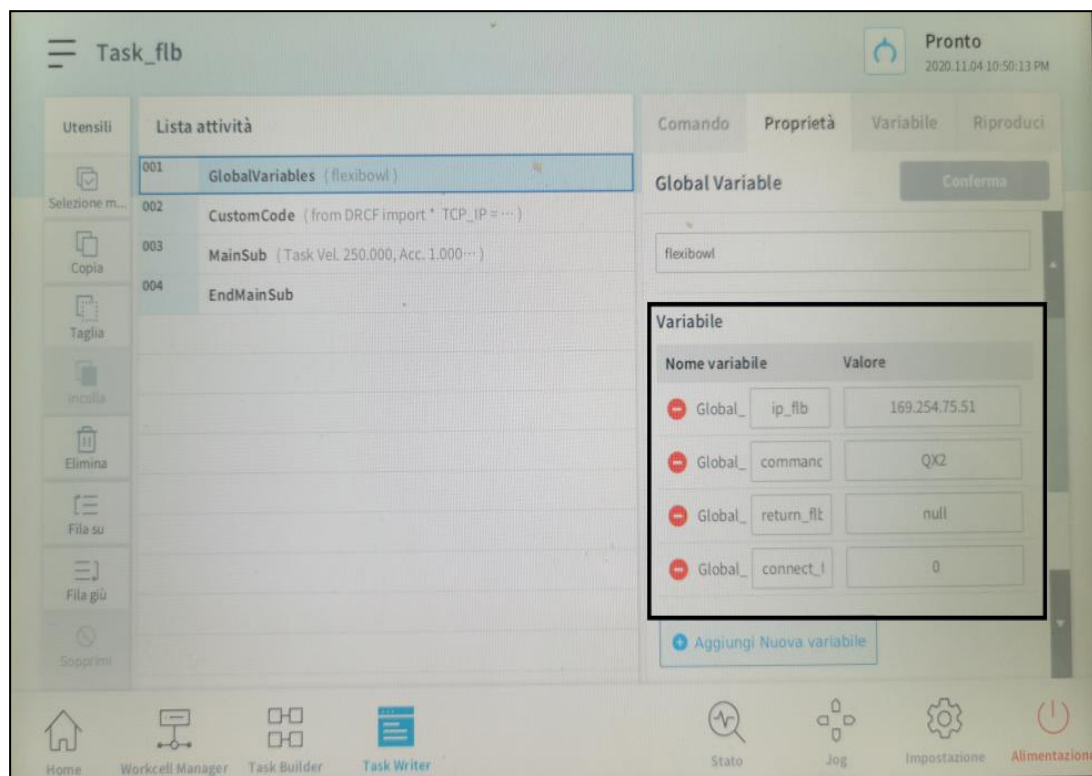 Task_flb
Pronto
2020.11.04 10:50:13 PM
Utensili
Selezione m...
Copia
Taglia
Incolla
Elimina
Fila su
Fila giù
Sopprimi
Lista attività
001 GlobalVariables (flexibowl)
002 CustomCode (from DRCF import * TCP_IP = ···)
003 MainSub (Task Vel. 250.000, Acc. 1.000···)
004 EndMainSub
Comando Proprietà Variabile Riproduci
Global Variable Conferma
flexibowl
Variabile
Nome variabile Valore
Global_ ip_flb 169.254.75.51
Global_ commanc QX2
Global_ return_flt null
Global_ connect_l 0
Aggiungi Nuova variabile
Home Workcell Manager Task Builder Task Writer Stato Jog Impostazione Alimentazione